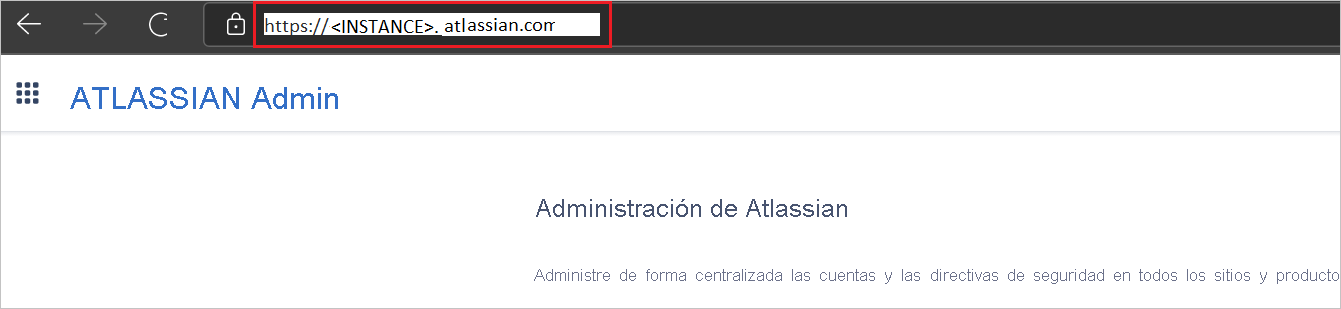 https://<INSTANCE>. atlassian.com
ATLASSIAN Admin
Administración de Atlassian
Administre de forma centralizada las cuentas y las directivas de seguridad en todos los sitios y producto